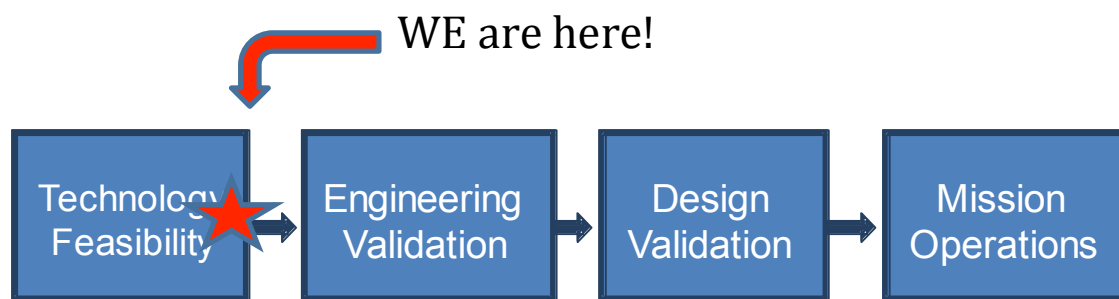 WE are here!
Technology
Feasibility
Engineering
Validation
Design
Validation
Mission
Operations